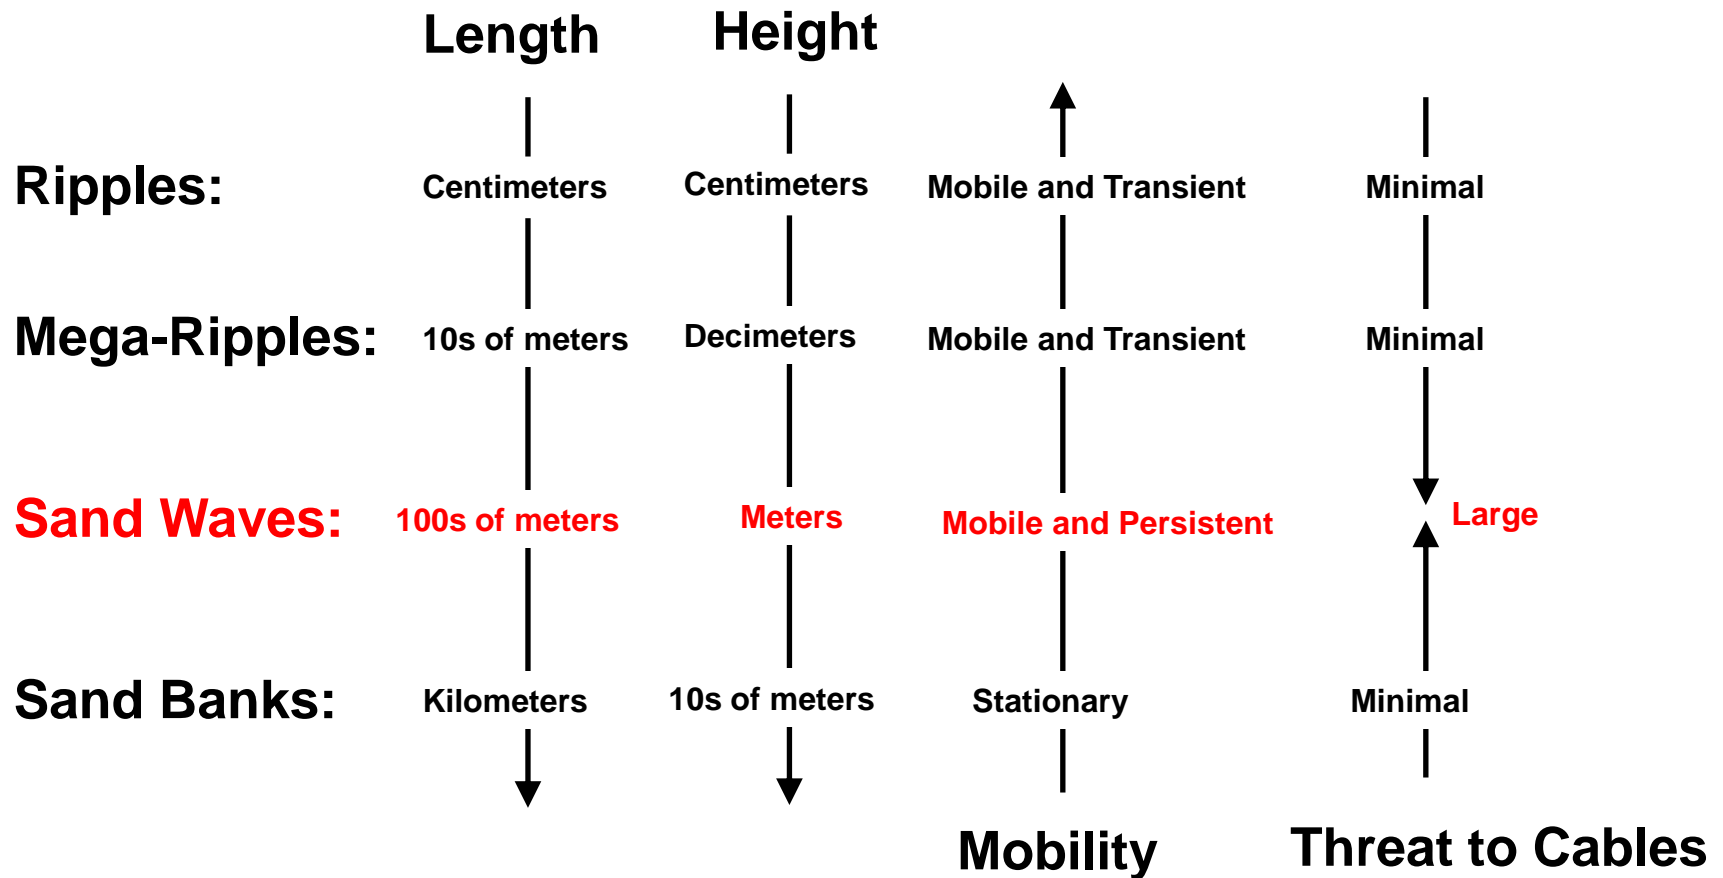 Length Height
Ripples: Centimeters Centimeters Mobile and Transient Minimal
Mega-Ripples: 10s of meters Decimeters Mobile and Transient Minimal
Sand Waves: 100s of meters Meters Mobile and Persistent Large
Sand Banks: Kilometers 10s of meters Stationary Minimal
Mobility Threat to Cables